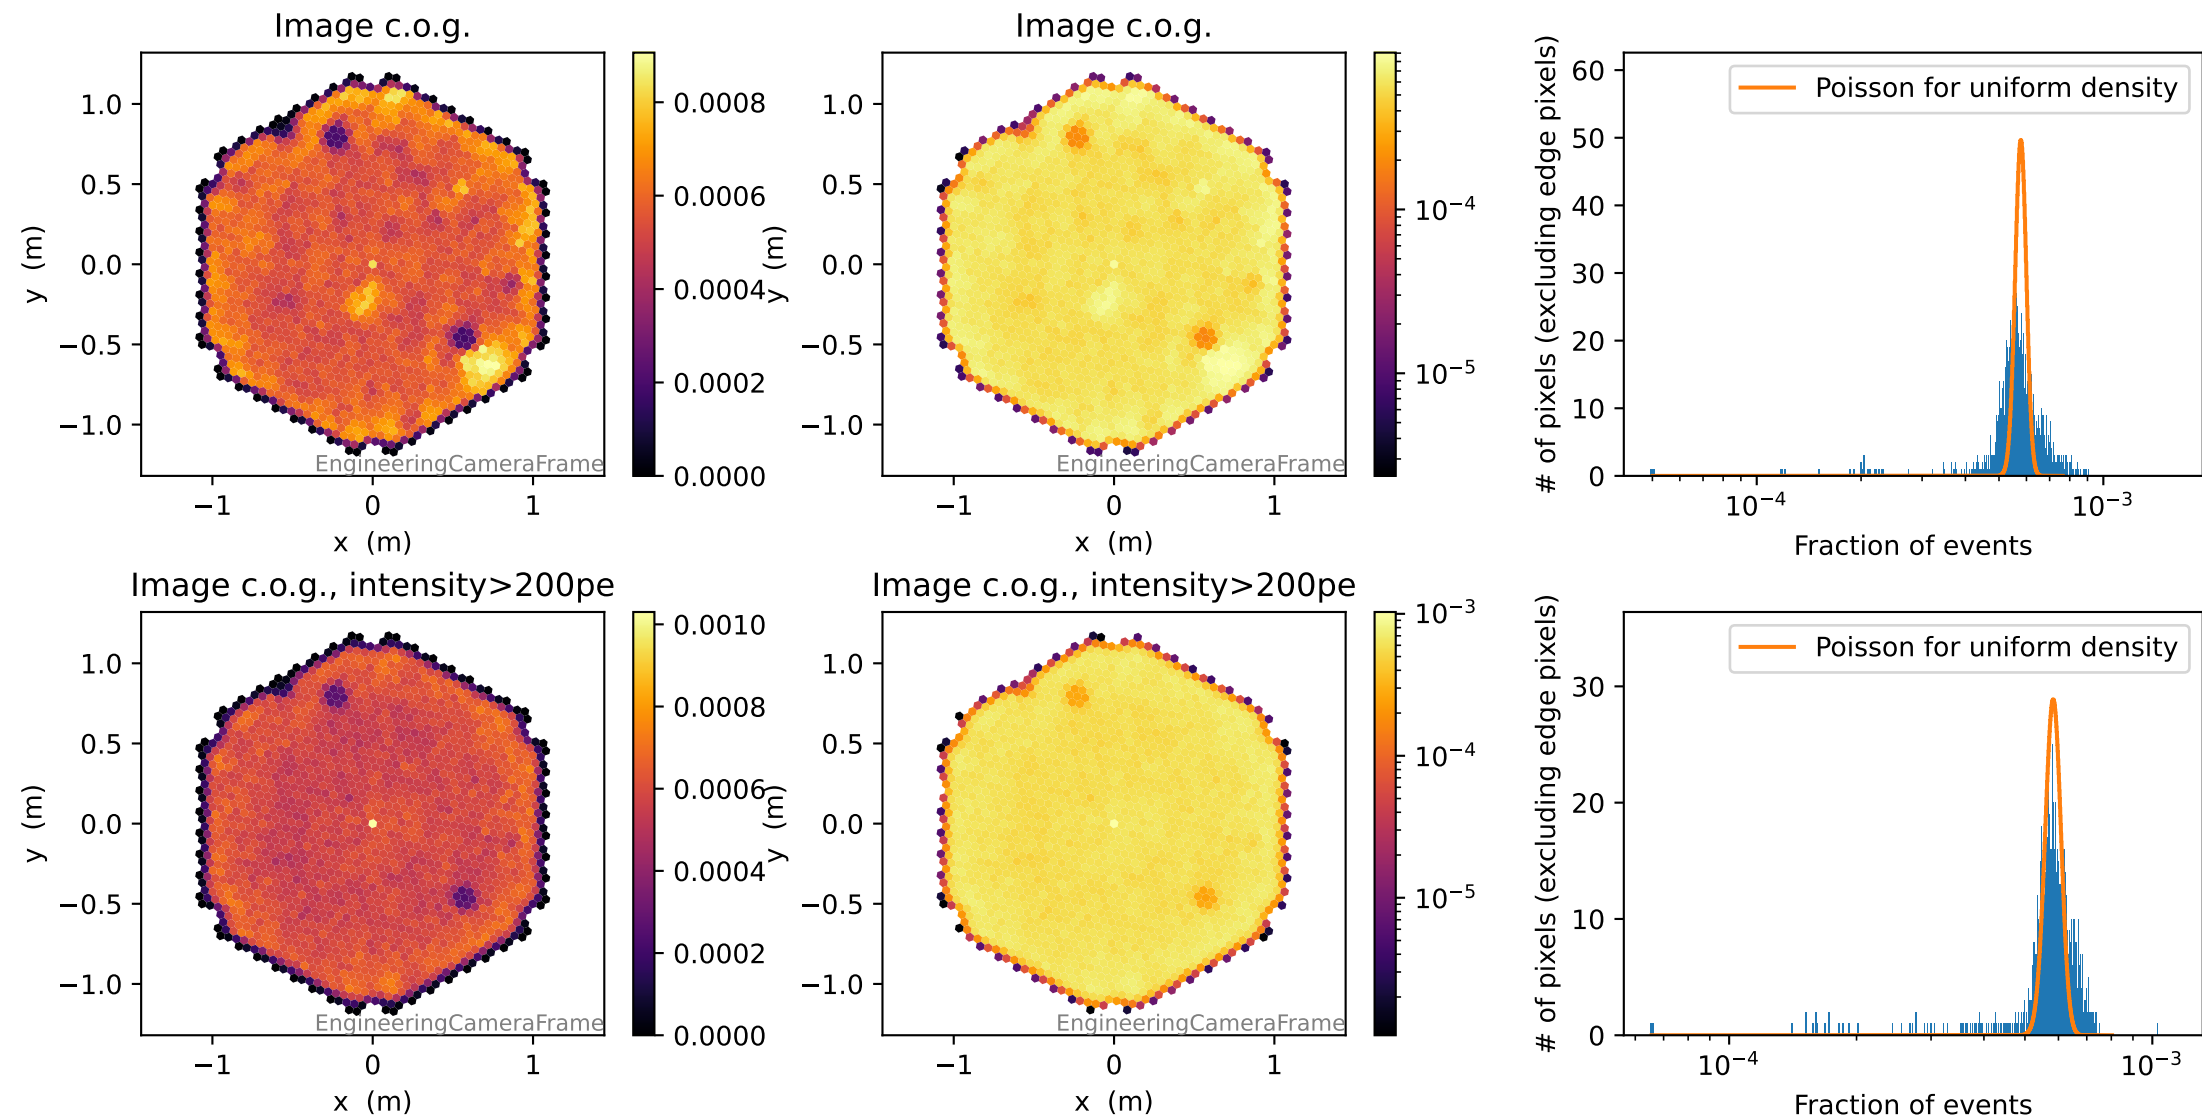 Image c.o.g.
1.0
0.5
0.0
−0.5
−1.0
y (m)
−1
0
1
x (m)
EngineeringCameraFrame
0.0008
0.0006
0.0004
0.0002
0.0000
Image c.o.g.
1.0
0.5
0.0
−0.5
−1.0
y (m)
−1
0
1
x (m)
EngineeringCameraFrame
10−4
10−5
Poisson for uniform density
60
50
40
30
20
10
0
# of pixels (excluding edge pixels)
10−4
10−3
Fraction of events
Image c.o.g., intensity>200pe
1.0
0.5
0.0
−0.5
−1.0
y (m)
−1
0
1
x (m)
EngineeringCameraFrame
0.0010
0.0008
0.0006
0.0004
0.0002
0.0000
Image c.o.g., intensity>200pe
1.0
0.5
0.0
−0.5
−1.0
y (m)
−1
0
1
x (m)
EngineeringCameraFrame
10−3
10−4
10−5
Poisson for uniform density
30
20
10
0
# of pixels (excluding edge pixels)
10−4
10−3
Fraction of events